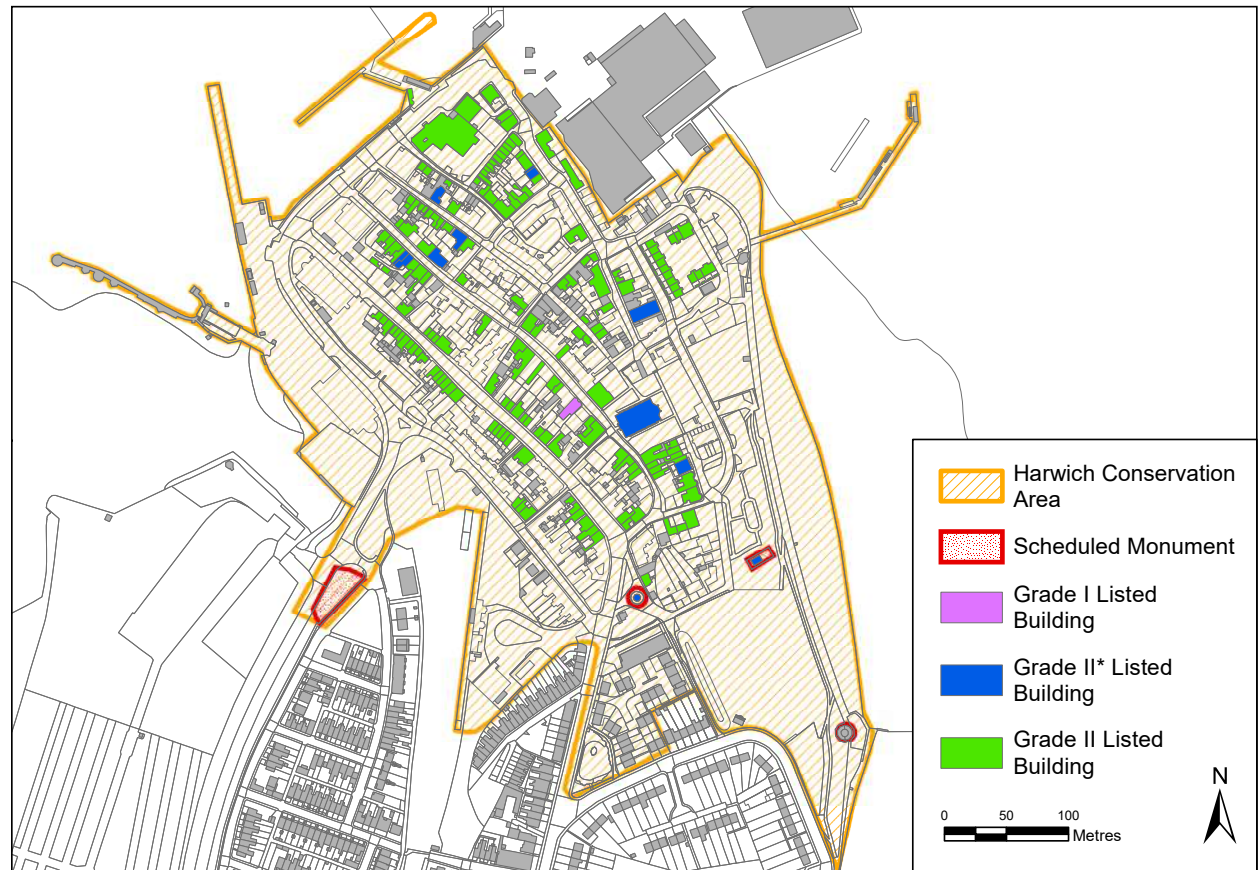 Harwich Conservation
Area
Scheduled Monument
Grade I Listed
Building
Grade II* Listed
Building
Grade II Listed
Building
N
0 50 100
Metres